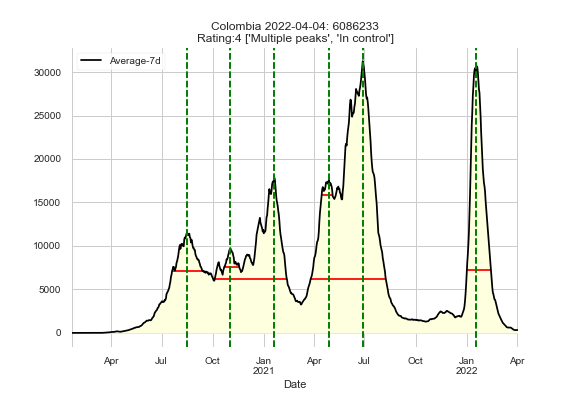 Colombia 2022-04-04: 6086233
Rating:4 ['Multiple peaks', 'In control']
Average-7d
30000
25000
20000
15000
10000
5000
0
Apr Jul Oct Jan Apr Jul Oct Jan Apr
2021 2022
Date